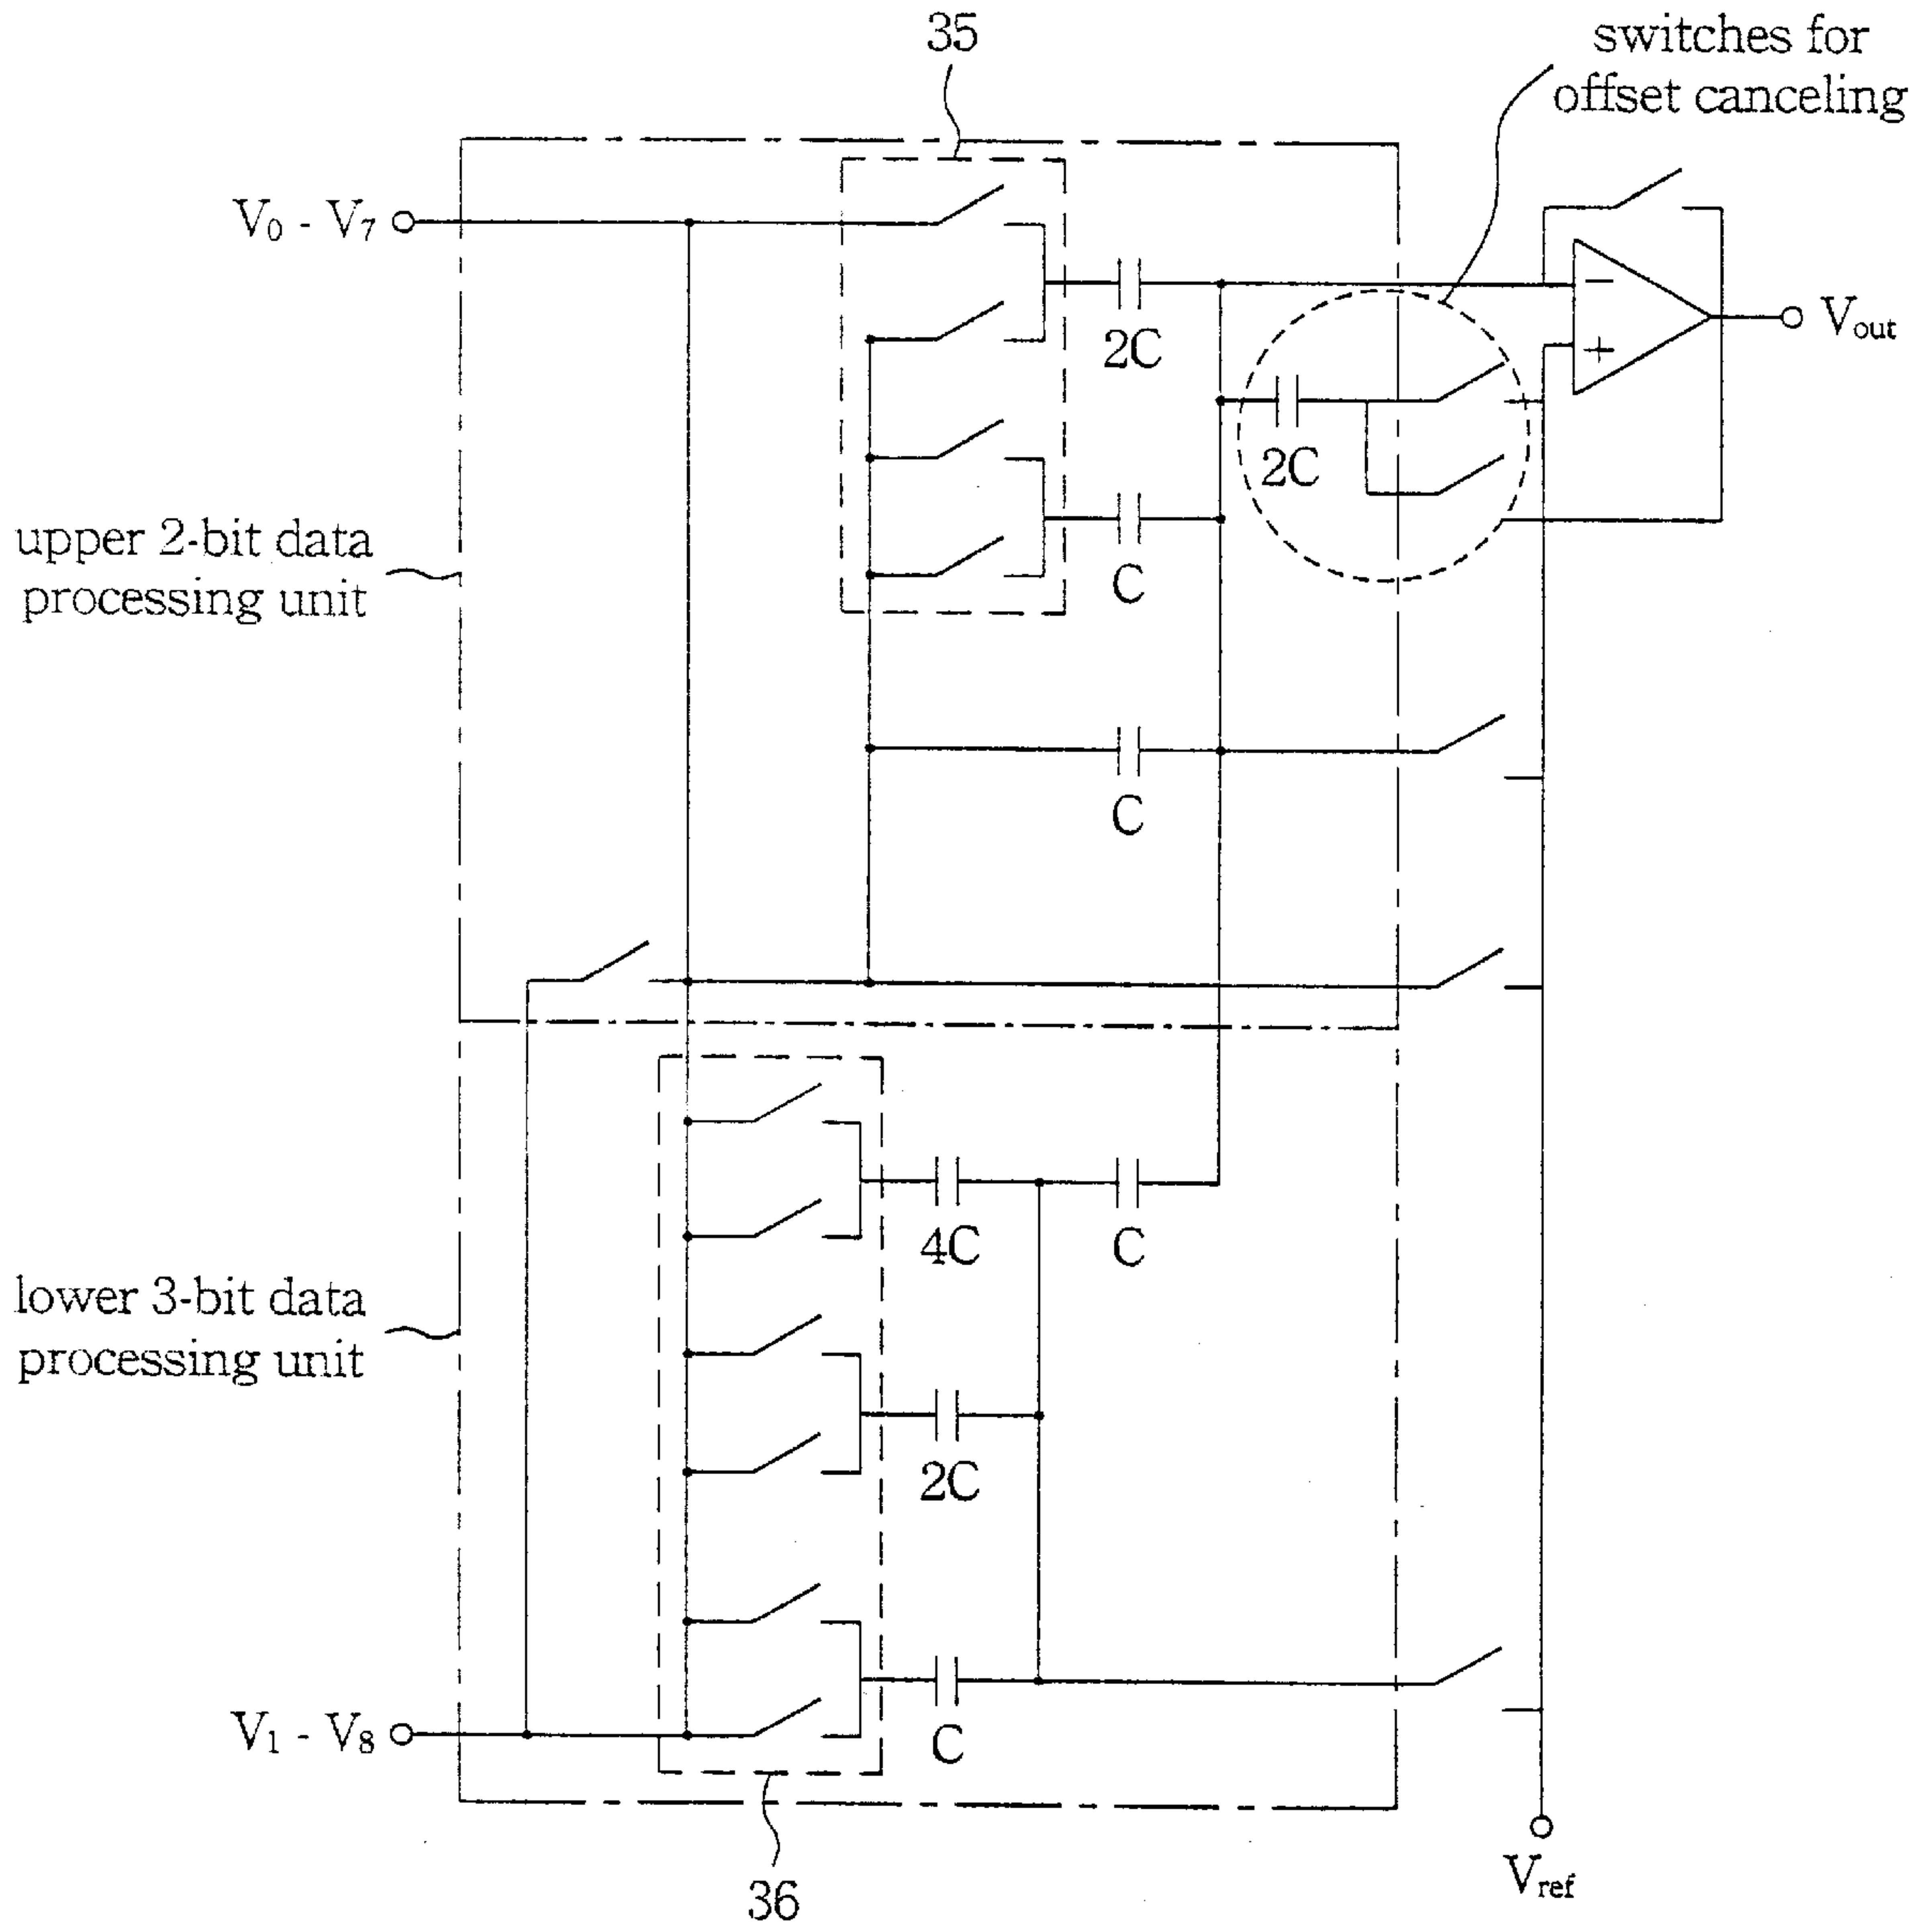 35
switches for
offset canceling
V₀ - V₇
2C
−
+
Vout
2C
upper 2-bit data
processing unit
C
C
4C
C
lower 3-bit data
processing unit
2C
V₁ - V₈
C
36
Vref